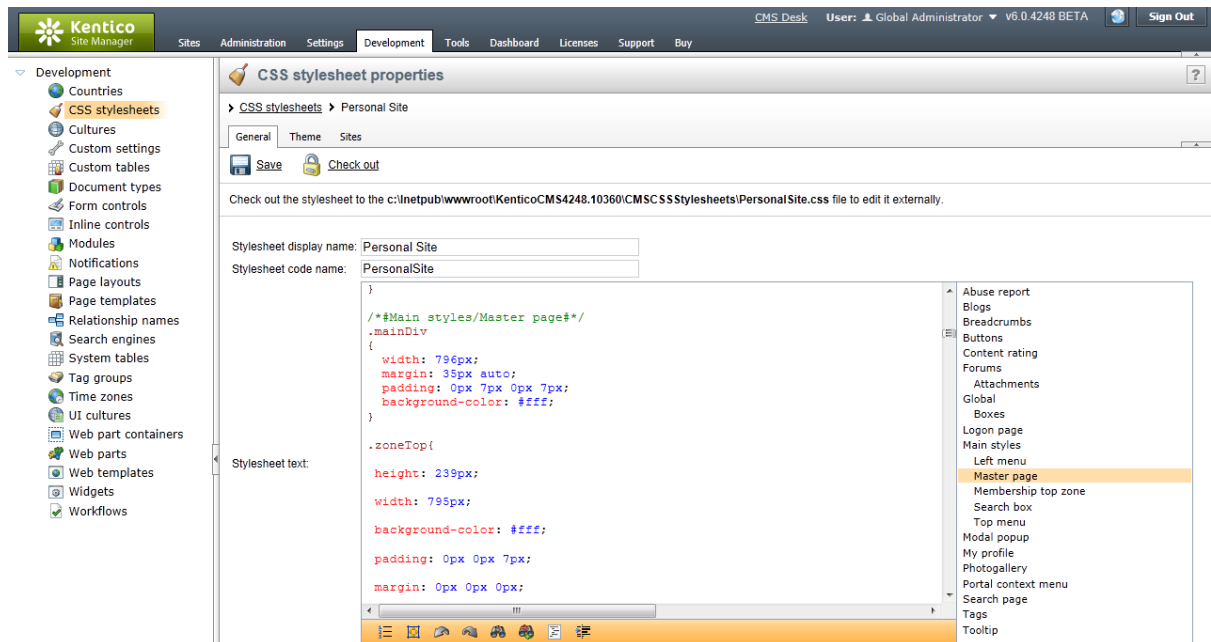 CMS Desk User: Global Administrator v6.0.4248 BETA Sign Out
Kentico
Site Manager
Sites Administration Settings Development Tools Dashboard Licenses Support Buy
Development
Countries
CSS stylesheets
Cultures
Custom settings
Custom tables
Document types
Form controls
Inline controls
Modules
Notifications
Page layouts
Page templates
Relationship names
Search engines
System tables
Tag groups
Time zones
UI cultures
Web part containers
Web parts
Web templates
Widgets
Workflows
CSS stylesheet properties ?
> CSS stylesheets > Personal Site
General Theme Sites
Save Check out
Check out the stylesheet to the c:\Inetpub\wwwroot\KenticoCMS4248.10360\CMSCSSStylesheets\PersonalSite.css file to edit it externally.
Stylesheet display name: Personal Site
Stylesheet code name: PersonalSite
Stylesheet text:
}
/*#Main styles/Master page#*/
.mainDiv
{
width: 796px;
margin: 35px auto;
padding: 0px 7px 0px 7px;
background-color: #fff;
}
.zoneTop{
height: 239px;
width: 795px;
background-color: #fff;
padding: 0px 0px 7px;
margin: 0px 0px 0px;
Abuse report
Blogs
Breadcrumbs
Buttons
Content rating
Forums
Attachments
Global
Boxes
Logon page
Main styles
Left menu
Master page
Membership top zone
Search box
Top menu
Modal popup
My profile
Photogallery
Portal context menu
Search page
Tags
Tooltip